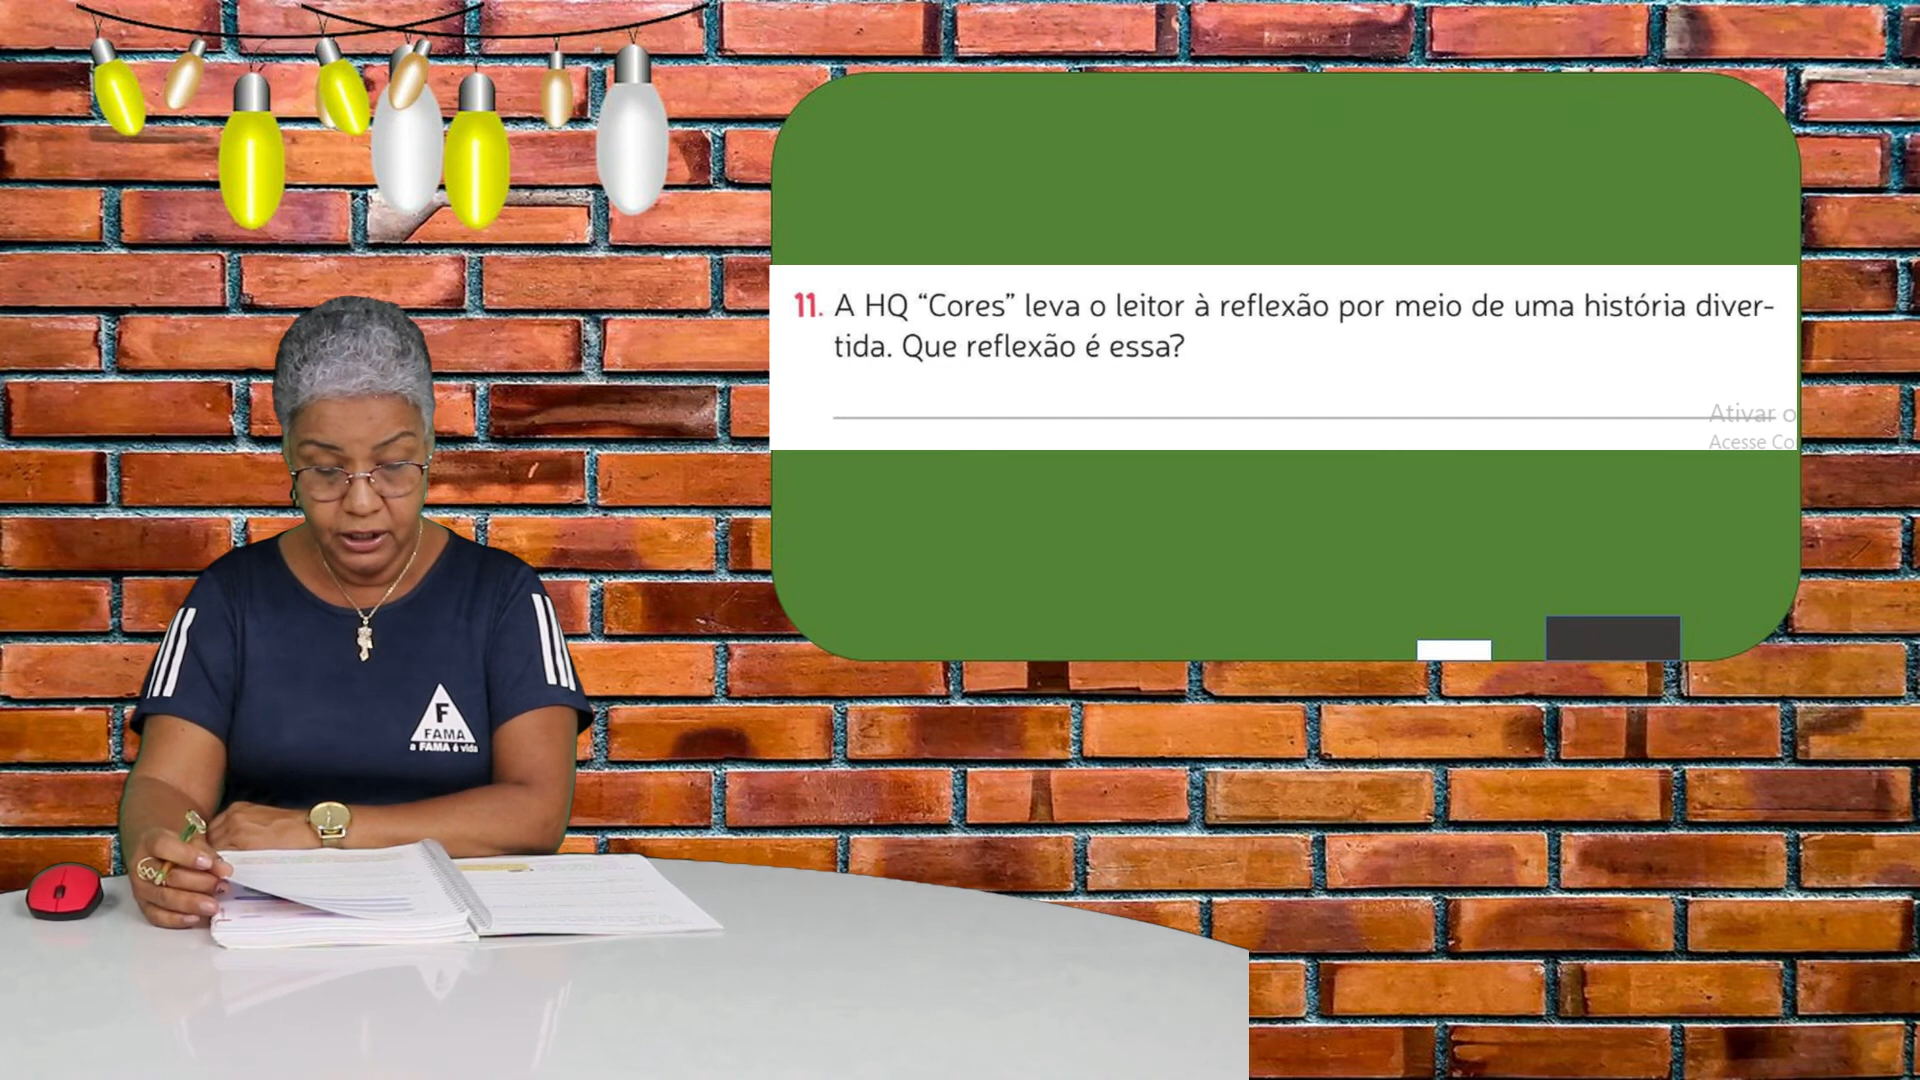 11. A HQ “Cores” leva o leitor à reflexão por meio de uma história diver-
tida. Que reflexão é essa?
Ativar o
Acesse Co
F
FAMA
a FAMA é vida